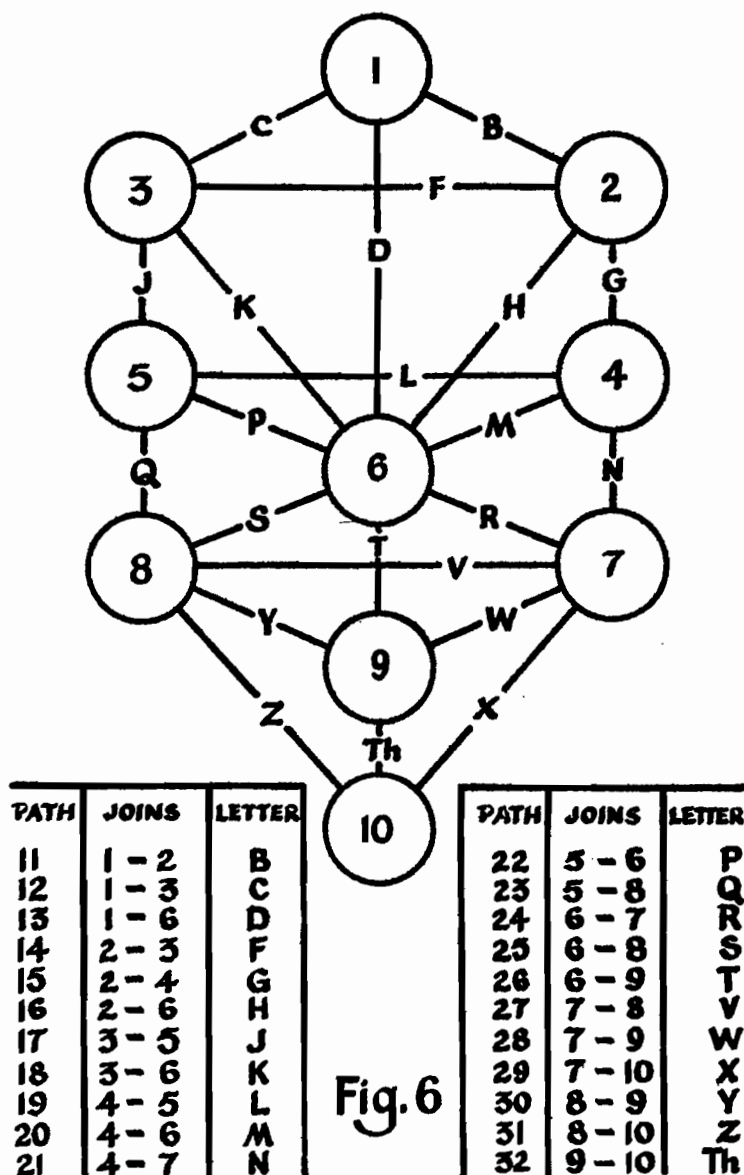 1
C B
3 F 2
D
J K H G
5 L 4
P M
Q 6 N
S R
T
8 V 7
Y W
9
Z X
Th
10
PATH JOINS LETTER
11 1-2 B
12 1-3 C
13 1-6 D
14 2-3 F
15 2-4 G
16 2-6 H
17 3-5 J
18 3-6 K
19 4-5 L
20 4-6 M
21 4-7 N
Fig. 6
PATH JOINS LETTER
22 5-6 P
23 5-8 Q
24 6-7 R
25 6-8 S
26 6-9 T
27 7-8 V
28 7-9 W
29 7-10 X
30 8-9 Y
31 8-10 Z
32 9-10 Th